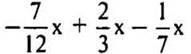 -7/12x + 2/3x - 1/7x